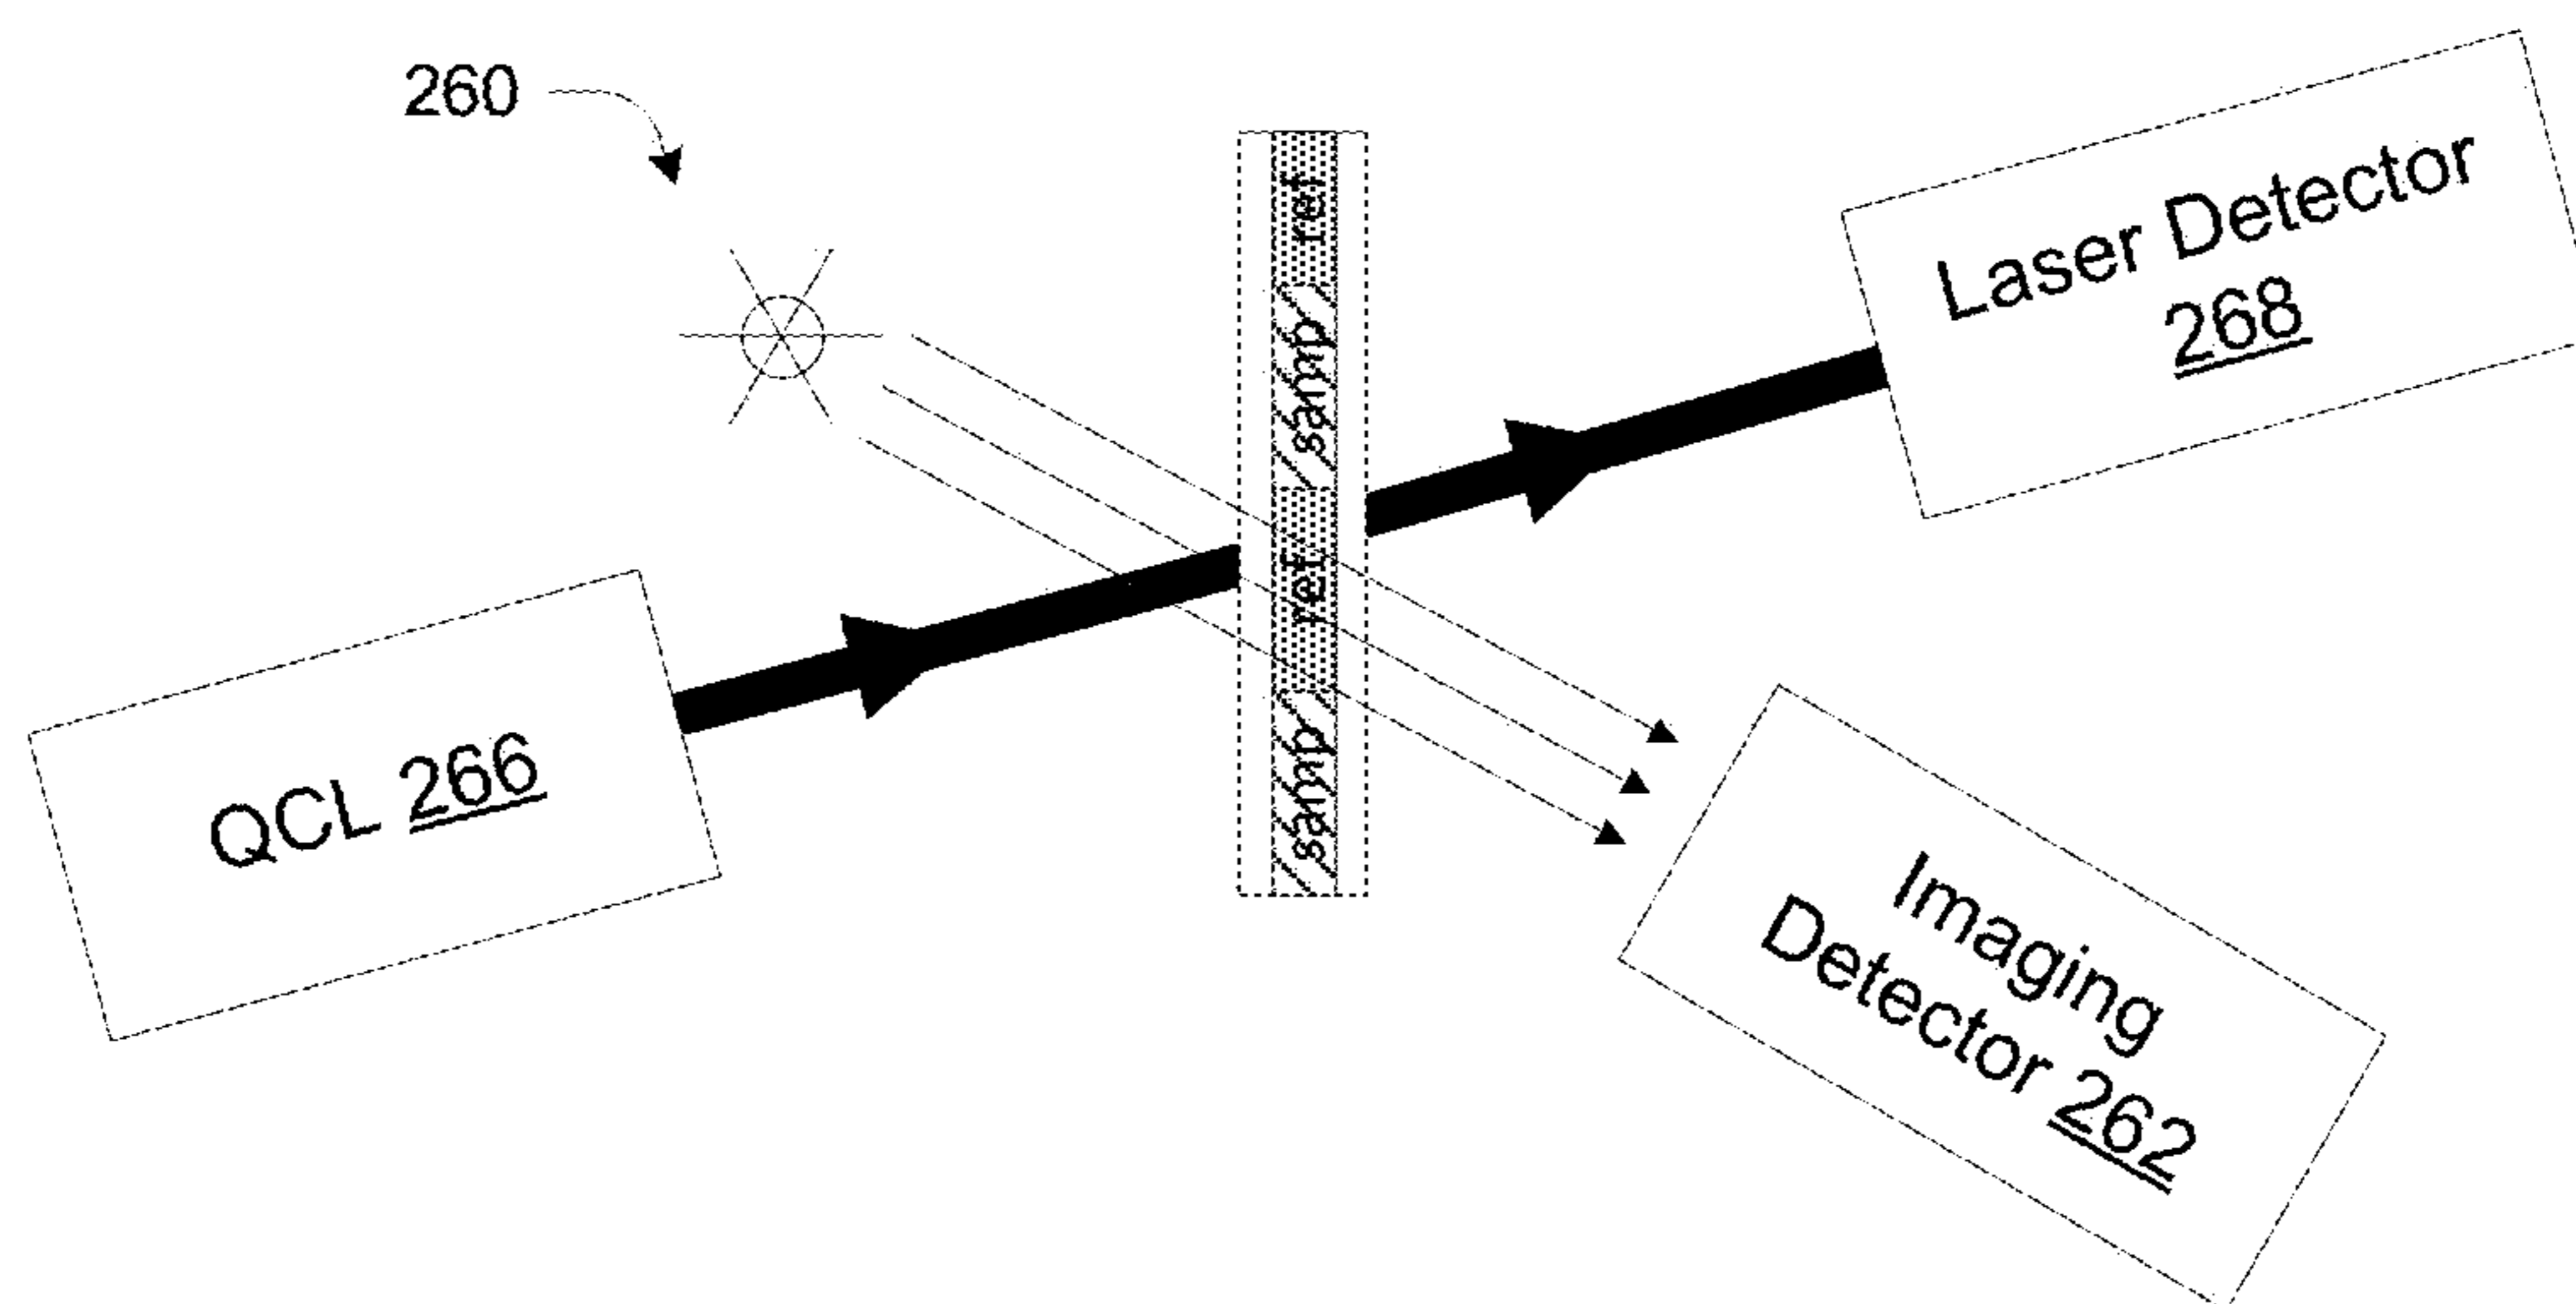 260
Laser Detector
268
ref
samp
ref
samp
QCL 266
Imaging
Detector 262